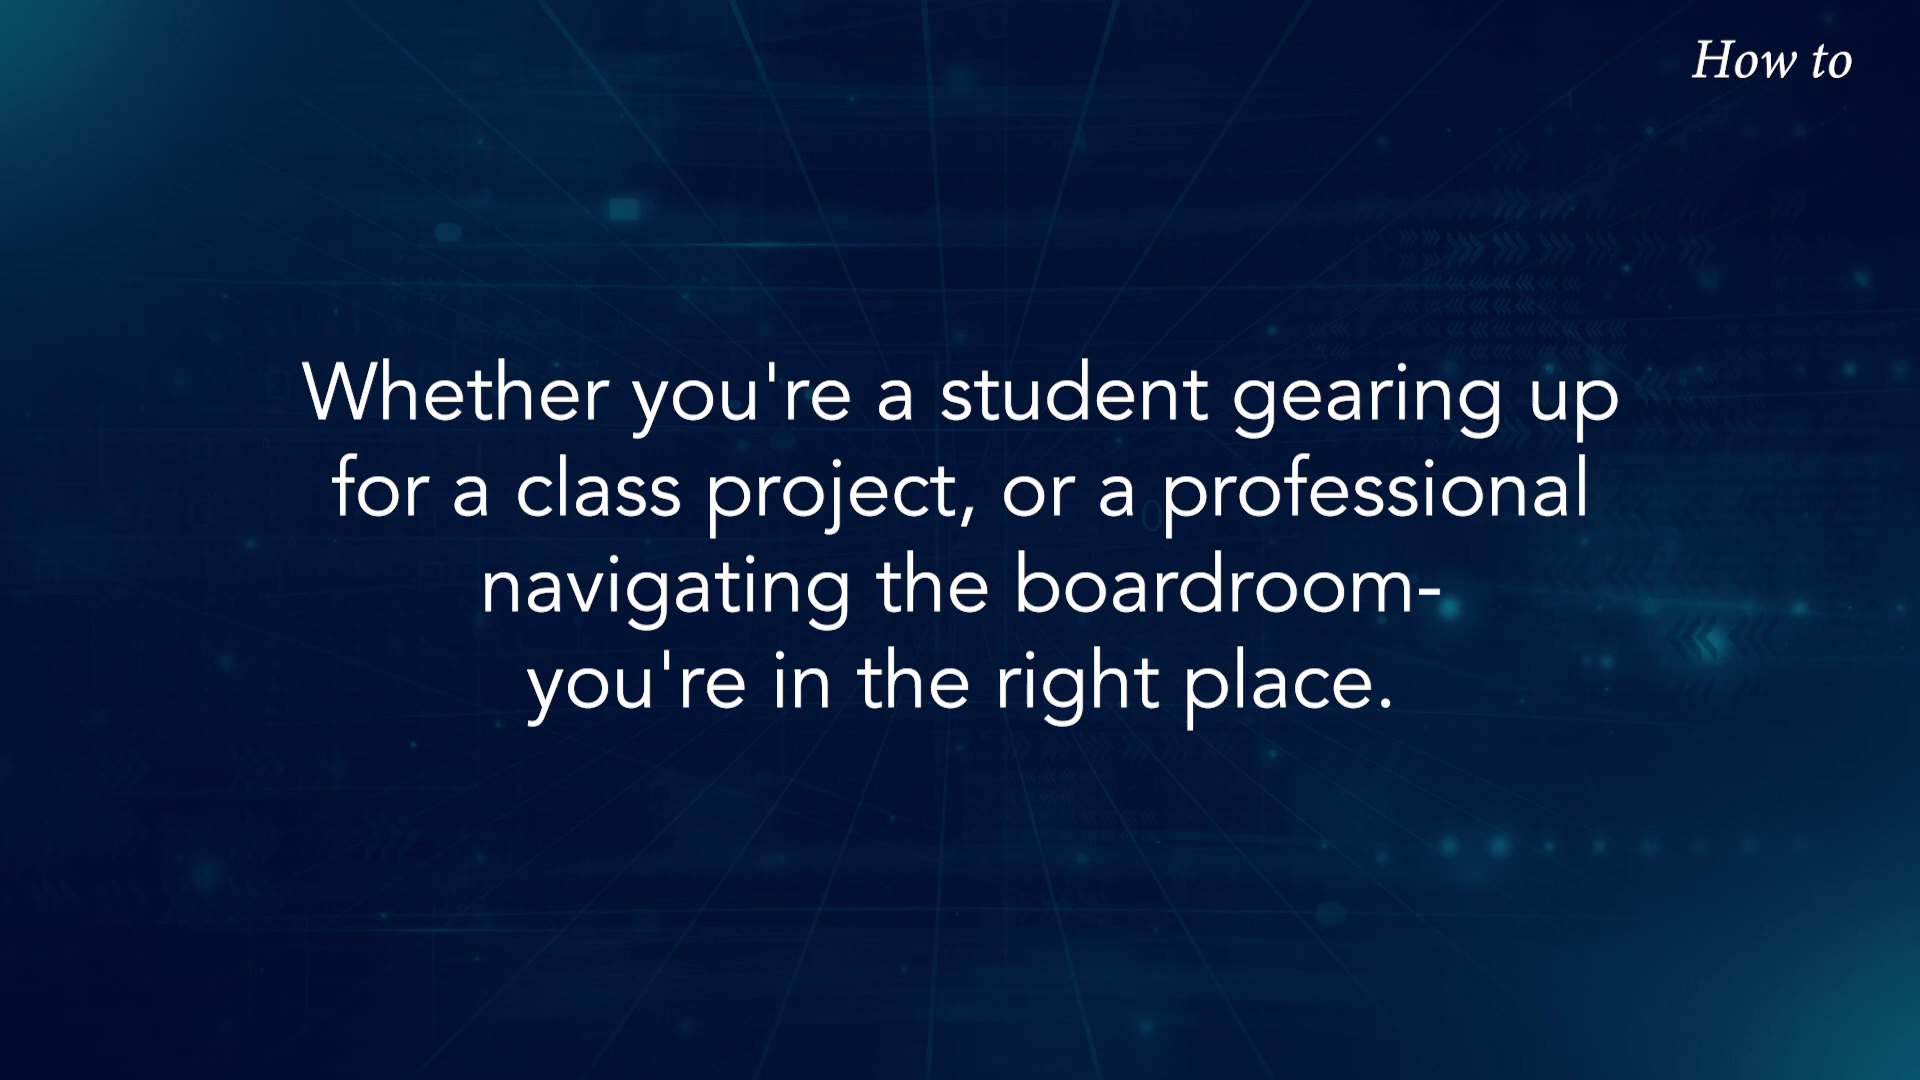 How to
Whether you're a student gearing up
for a class project, or a professional
navigating the boardroom-
you're in the right place.